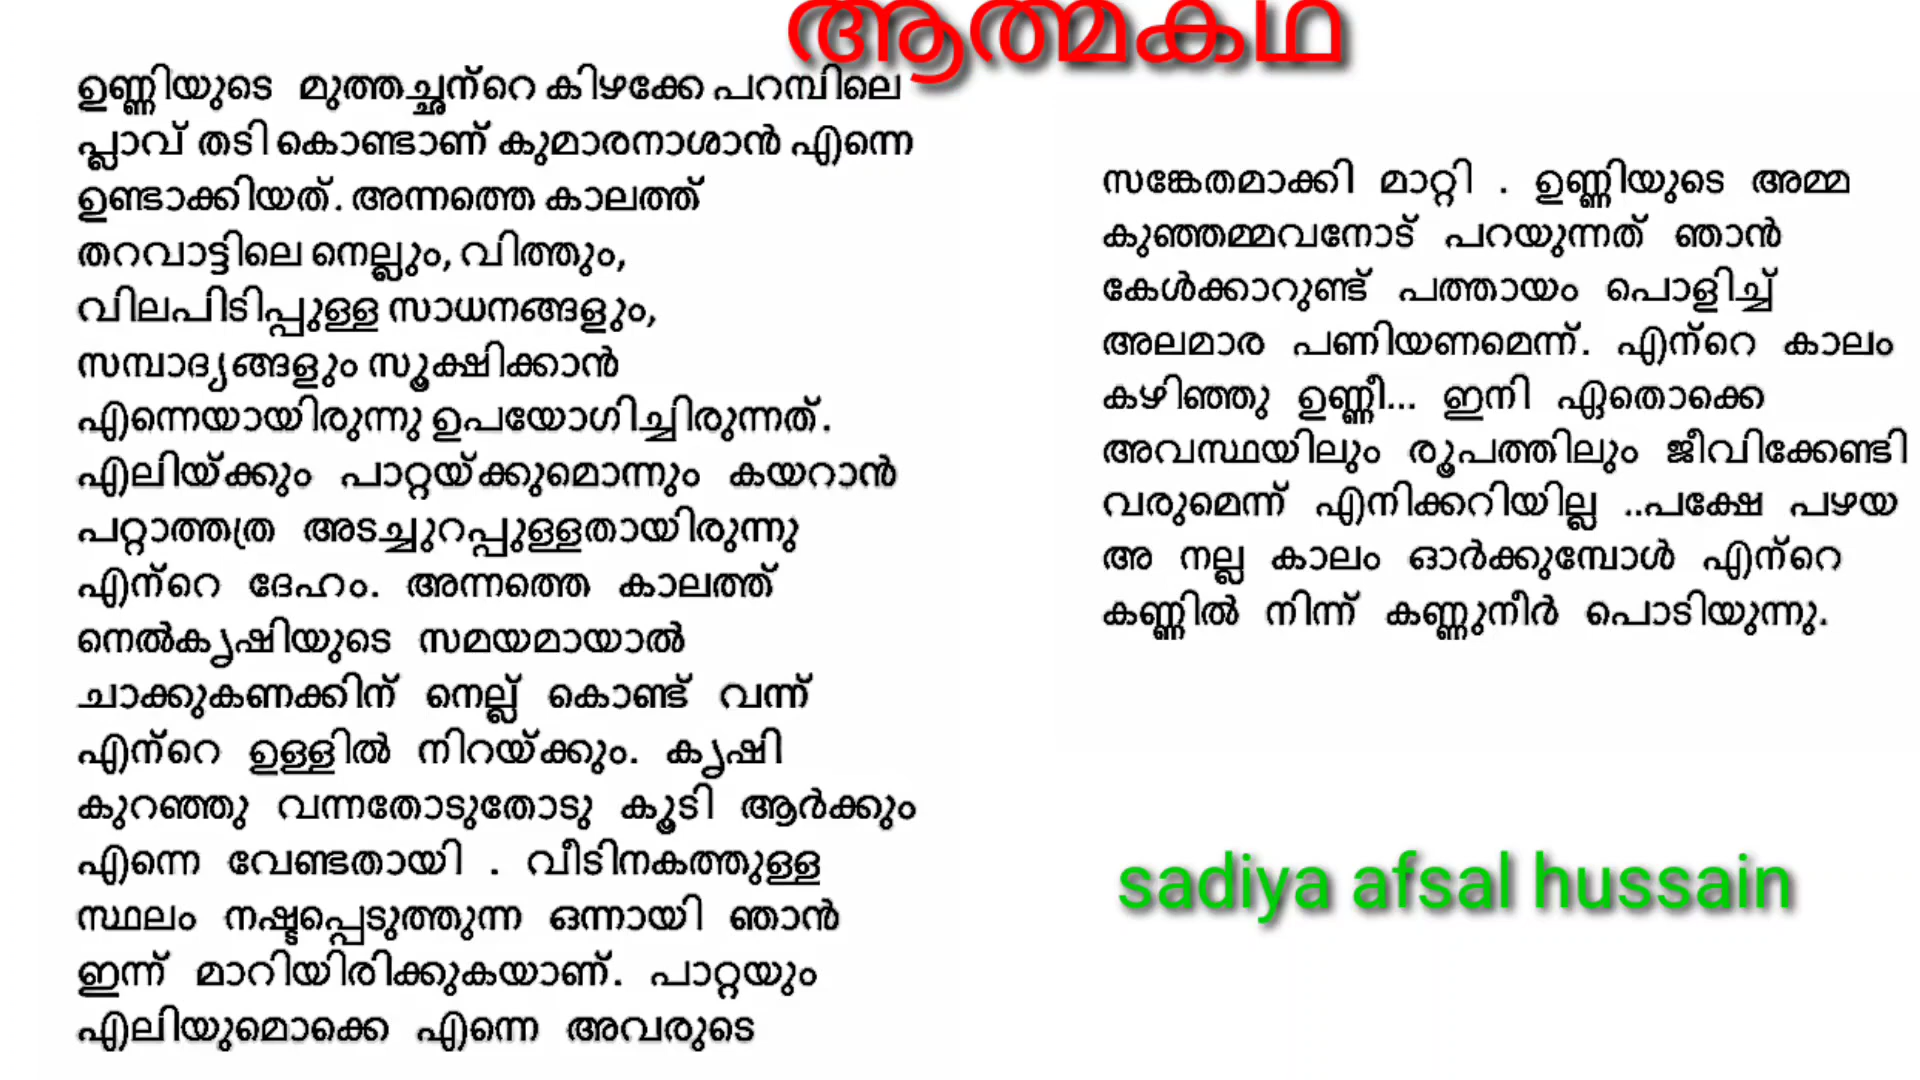 ആത്മകഥ
ഉണ്ണിയുടെ മുത്തച്ഛന്റെ കിഴക്കേ പറമ്പിലെ
പ്ലാവ് തടി കൊണ്ടാണ് കുമാരനാശാൻ എന്നെ
ഉണ്ടാക്കിയത്. അന്നത്തെ കാലത്ത്
തറവാട്ടിലെ നെല്ലും, വിത്തും,
വിലപിടിപ്പുള്ള സാധനങ്ങളും,
സമ്പാദ്യങ്ങളും സൂക്ഷിക്കാൻ
എന്നെയായിരുന്നു ഉപയോഗിച്ചിരുന്നത്.
എലിയ്ക്കും പാറ്റയ്ക്കുമൊന്നും കയറാൻ
പറ്റാത്തത്ര അടച്ചുറപ്പുള്ളതായിരുന്നു
എന്റെ ദേഹം. അന്നത്തെ കാലത്ത്
നെൽകൃഷിയുടെ സമയമായാൽ
ചാക്കുകണക്കിന് നെല്ല് കൊണ്ട് വന്ന്
എന്റെ ഉള്ളിൽ നിറയ്ക്കും. കൃഷി
കുറഞ്ഞു വന്നതോടുതോടു കൂടി ആർക്കും
എന്നെ വേണ്ടതായി . വീടിനകത്തുള്ള
സ്ഥലം നഷ്ടപ്പെടുത്തുന്ന ഒന്നായി ഞാൻ
ഇന്ന് മാറിയിരിക്കുകയാണ്. പാറ്റയും
എലിയുമൊക്കെ എന്നെ അവരുടെ
സങ്കേതമാക്കി മാറ്റി . ഉണ്ണിയുടെ അമ്മ
കുഞ്ഞമ്മവനോട് പറയുന്നത് ഞാൻ
കേൾക്കാറുണ്ട് പത്തായം പൊളിച്ച്
അലമാര പണിയണമെന്ന്. എന്റെ കാലം
കഴിഞ്ഞു ഉണ്ണീ... ഇനി ഏതൊക്കെ
അവസ്ഥയിലും രൂപത്തിലും ജീവിക്കേണ്ടി
വരുമെന്ന് എനിക്കറിയില്ല ..പക്ഷേ പഴയ
അ നല്ല കാലം ഓർക്കുമ്പോൾ എന്റെ
കണ്ണിൽ നിന്ന് കണ്ണുനീർ പൊടിയുന്നു.
sadiya afsal hussain